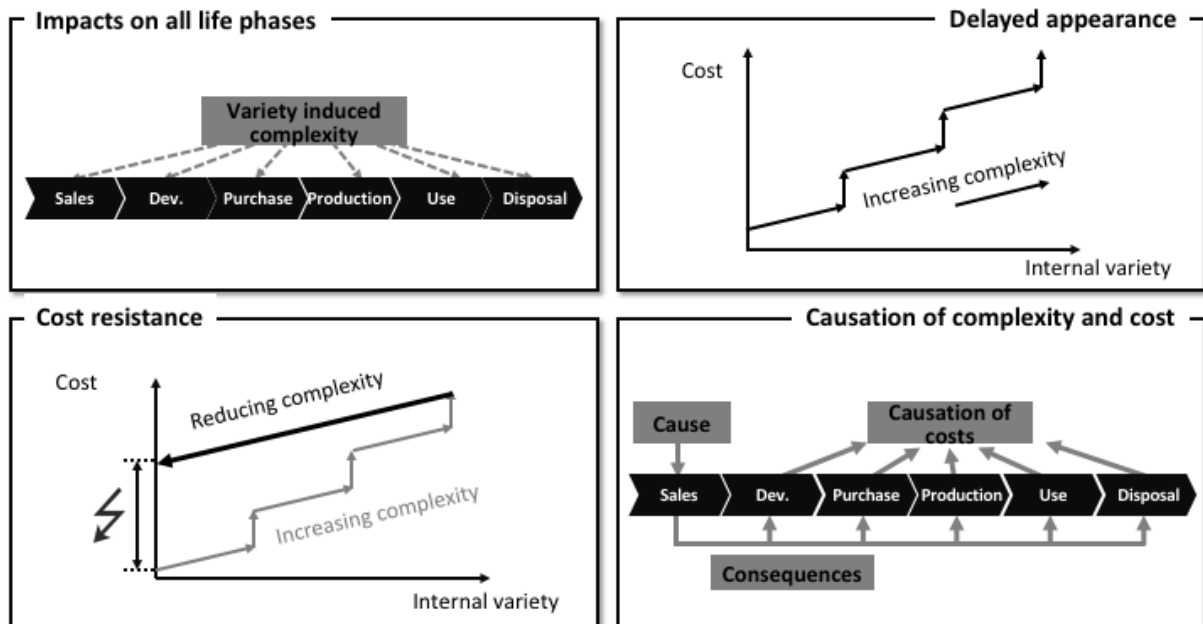 Impacts on all life phases
Variety induced
complexity
Sales
Dev.
Purchase
Production
Use
Disposal
Delayed appearance
Cost
Increasing complexity
Internal variety
Cost resistance
Cost
Reducing complexity
Increasing complexity
Internal variety
Causation of complexity and cost
Cause
Causation of
costs
Sales
Dev.
Purchase
Production
Use
Disposal
Consequences